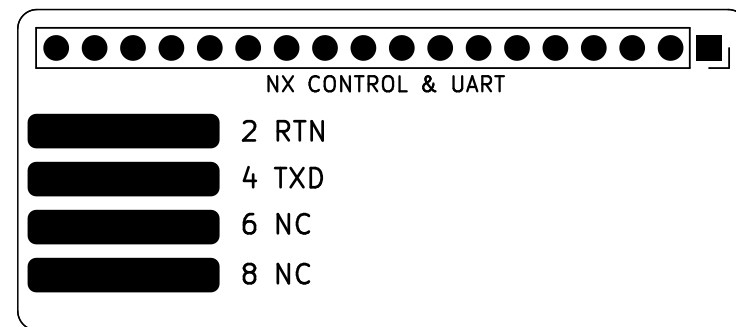 NX CONTROL & UART
2 RTN
4 TXD
6 NC
8 NC